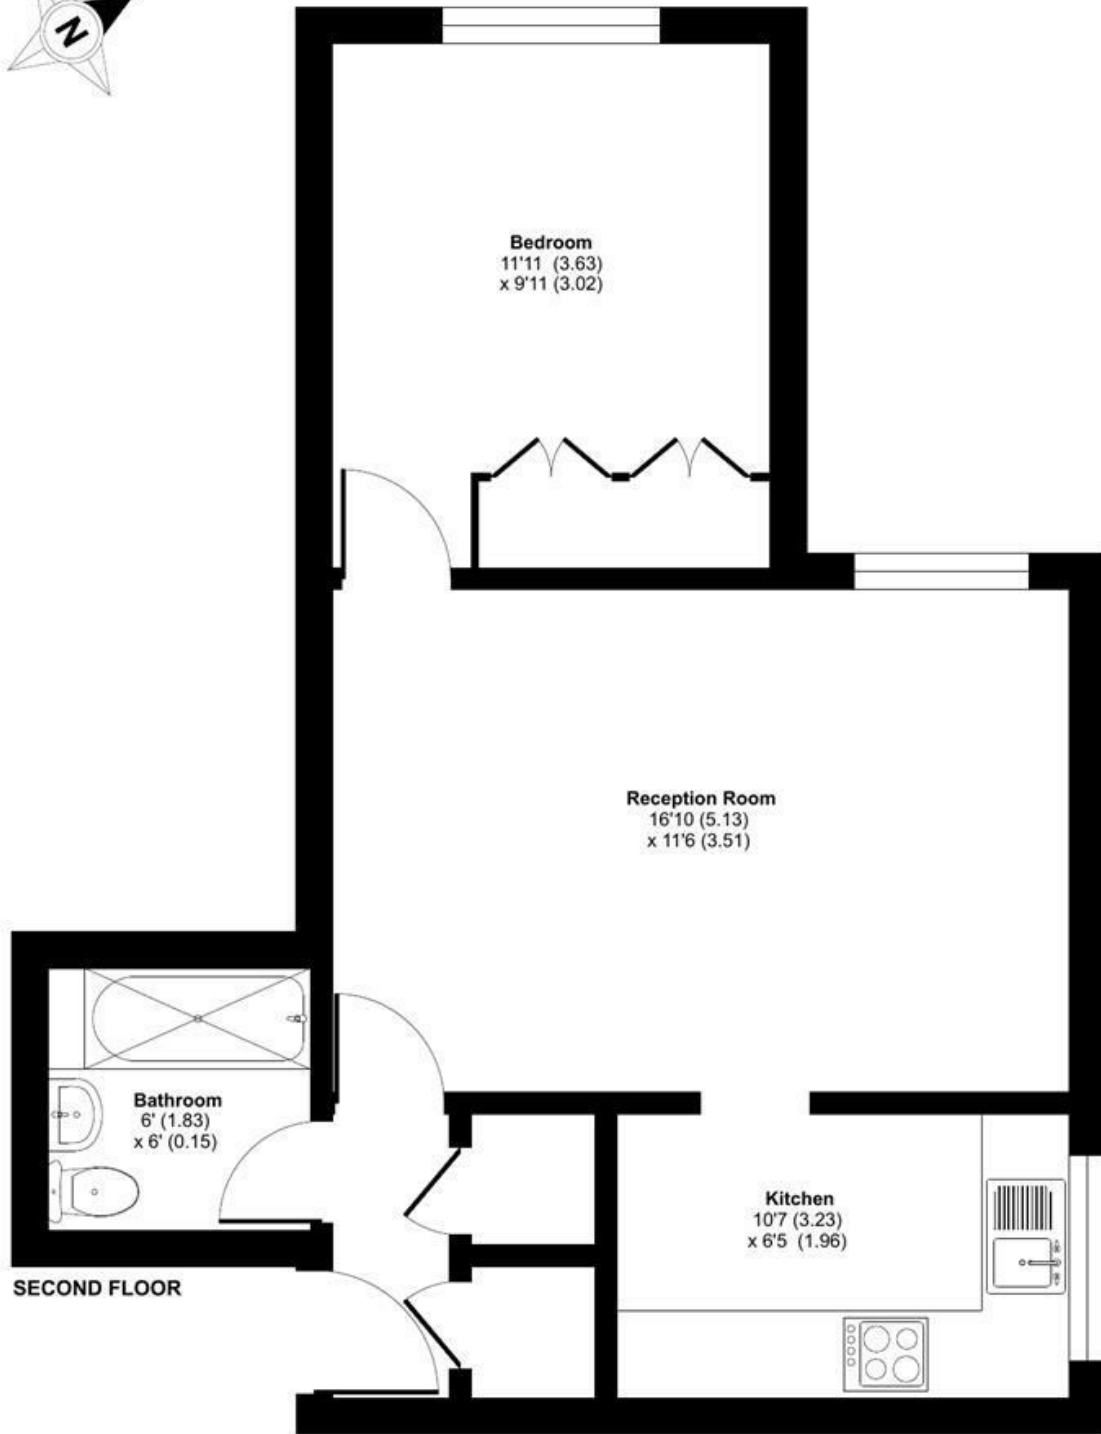 N
Bedroom
11'11 (3.63)
x 9'11 (3.02)
Reception Room
16'10 (5.13)
x 11'6 (3.51)
Bathroom
6' (1.83)
x 6' (0.15)
Kitchen
10'7 (3.23)
x 6'5 (1.96)
SECOND FLOOR